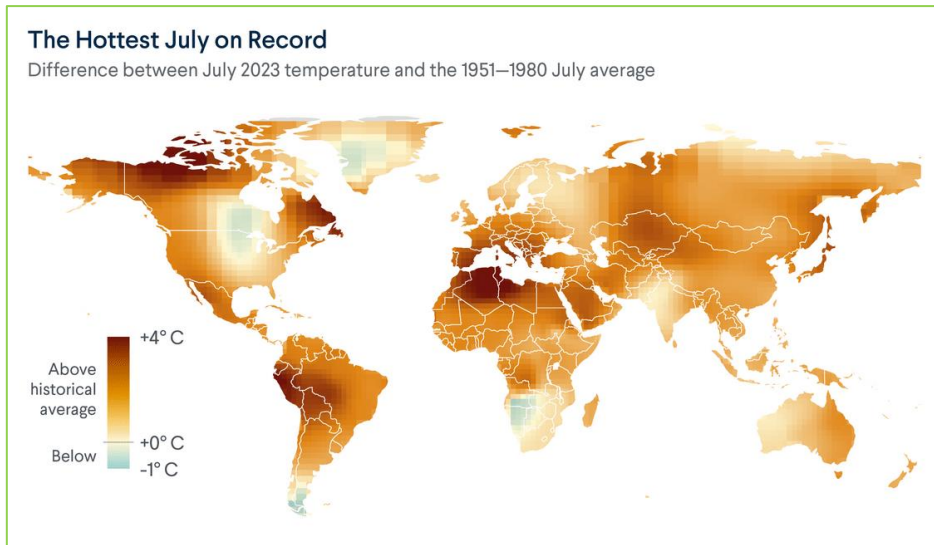 The Hottest July on Record
Difference between July 2023 temperature and the 1951—1980 July average
+4° C
Above
historical
average
+0° C
Below
-1° C